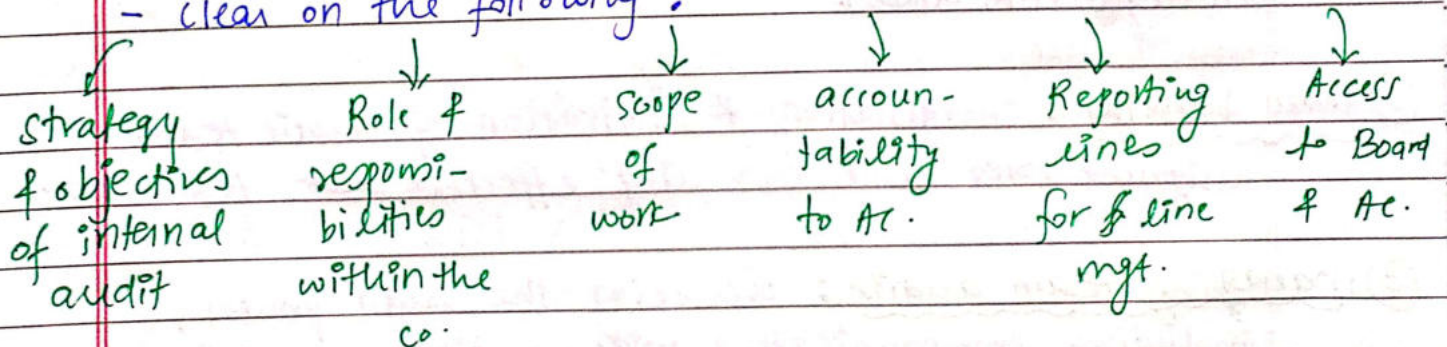 - clear on the following :
strategy
& objectives
of internal
audit
Role &
responsi-
bilities
within the
co.
scope
of
work
accoun-
tability
to AC.
Reporting
lines
for line
mgt.
Access
to Board
& AC.